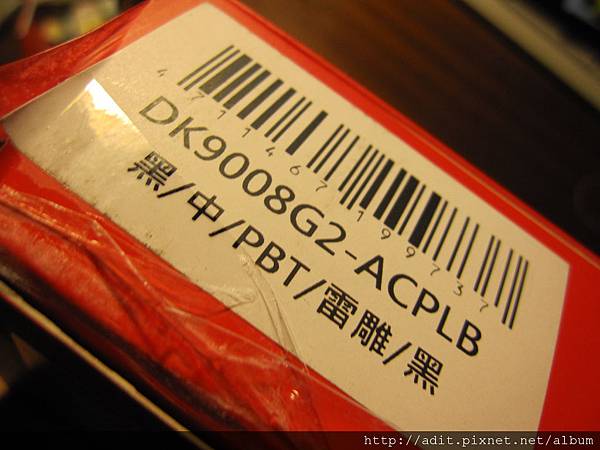 4711467199737
DK9008G2-ACPLB
黑/中/PBT/雷雕/黑
http://adit.pixnet.net/album